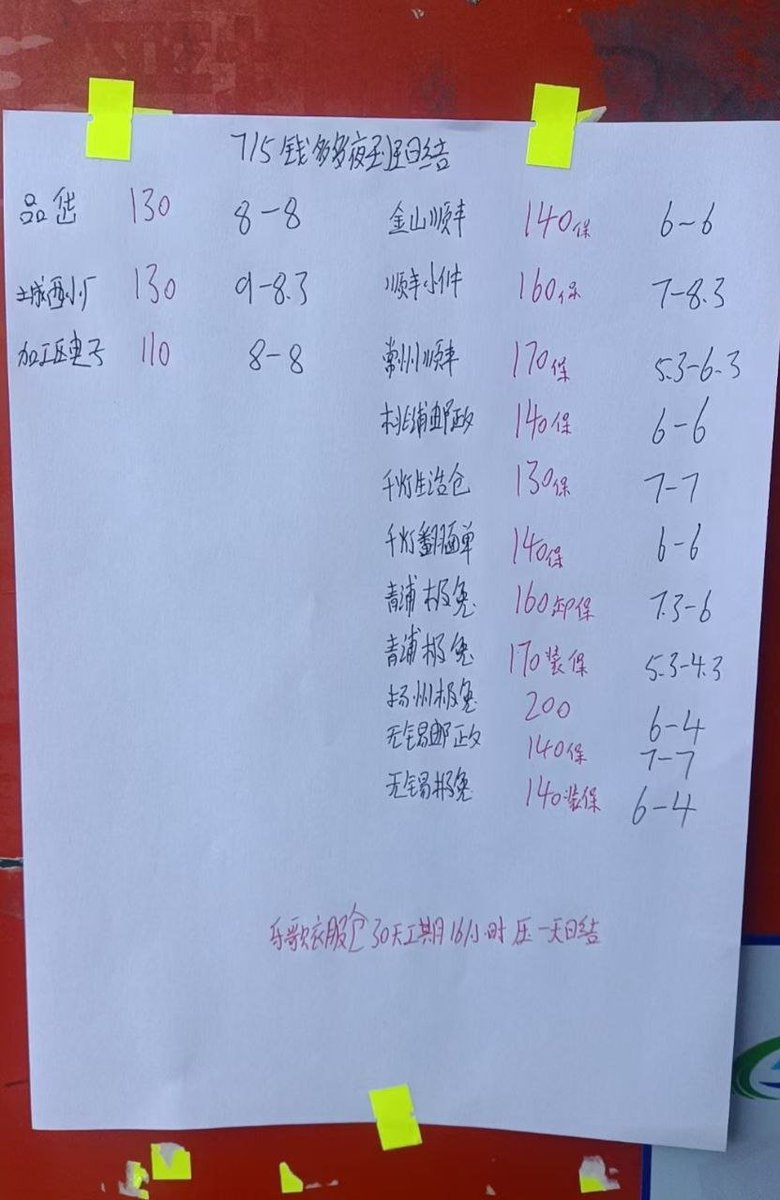 7/5 钱多多夜班日结
品岱 130 8-8 金山顺丰 140保 6-6
土城西小厂 130 9-8.3 顺丰小件 160保 7-8.3
加工区电子 110 8-8 常州顺丰 170保 5.3-6.3
桃浦邮政 140保 6-6
千灯生活仓 130保 7-7
千灯翻面单 140保 6-6
青浦极兔 160卸保 7.3-6
青浦极兔 170装保 5.3-4.3
扬州极兔 200 6-4
无锡邮政 140保 7-7
无锡极兔 140装保 6-4
乐歌衣服仓30天工期16/小时 压一天日结